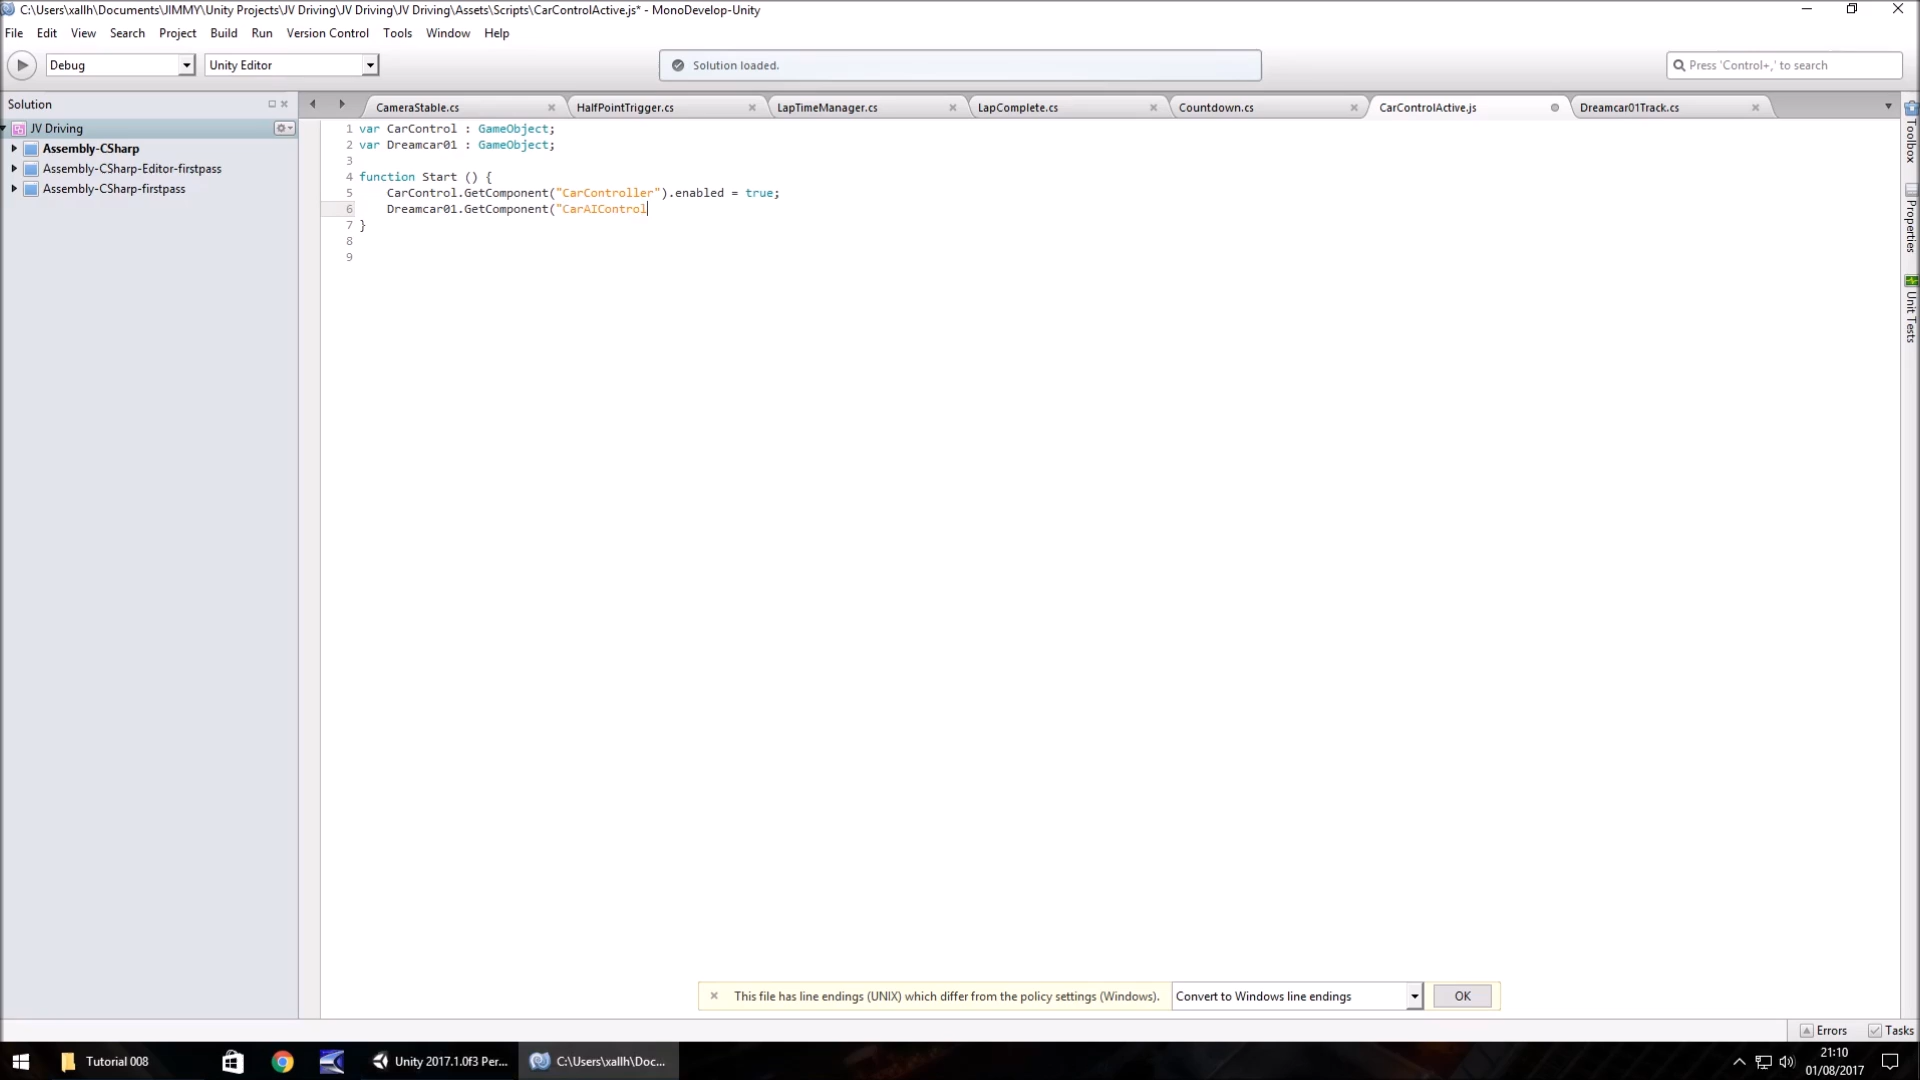 C:\Users\xallh\Documents\JIMMY\Unity Projects\JV Driving\JV Driving\JV Driving\Assets\Scripts\CarControlActive.js* - MonoDevelop-Unity
File Edit View Search Project Build Run Version Control Tools Window Help
Debug Unity Editor Solution loaded. Press 'Control+,' to search
Solution
CameraStable.cs HalfPointTrigger.cs LapTimeManager.cs LapComplete.cs Countdown.cs CarControlActive.js Dreamcar01Track.cs
JV Driving
Assembly-CSharp
Assembly-CSharp-Editor-firstpass
Assembly-CSharp-firstpass
1 var CarControl : GameObject;
2 var Dreamcar01 : GameObject;
3
4 function Start () {
5 CarControl.GetComponent("CarController").enabled = true;
6 Dreamcar01.GetComponent("CarAIControl
7 }
8
9
Toolbox
Properties
Unit Tests
This file has line endings (UNIX) which differ from the policy settings (Windows). Convert to Windows line endings OK
Errors Tasks
Tutorial 008 Unity 2017.1.0f3 Per... C:\Users\xallh\Doc...
21:10
01/08/2017